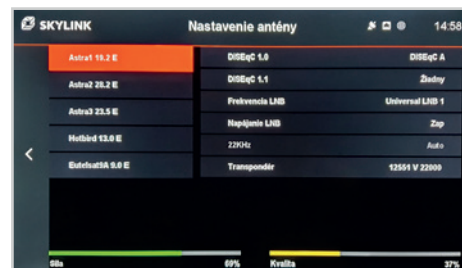 SKYLINK Nastavenie antény 14:58
Astra1 19.2 E
Astra2 28.2 E
Astra3 23.5 E
Hotbird 13.0 E
Eutelsat9A 9.0 E
DiSEqC 1.0 DiSEqC A
DiSEqC 1.1 Žiadny
Frekvencia LNB Universal LNB 1
Napájanie LNB Zap
22KHz Auto
Transpondér 12551 V 22000
Sila 69% Kvalita 37%